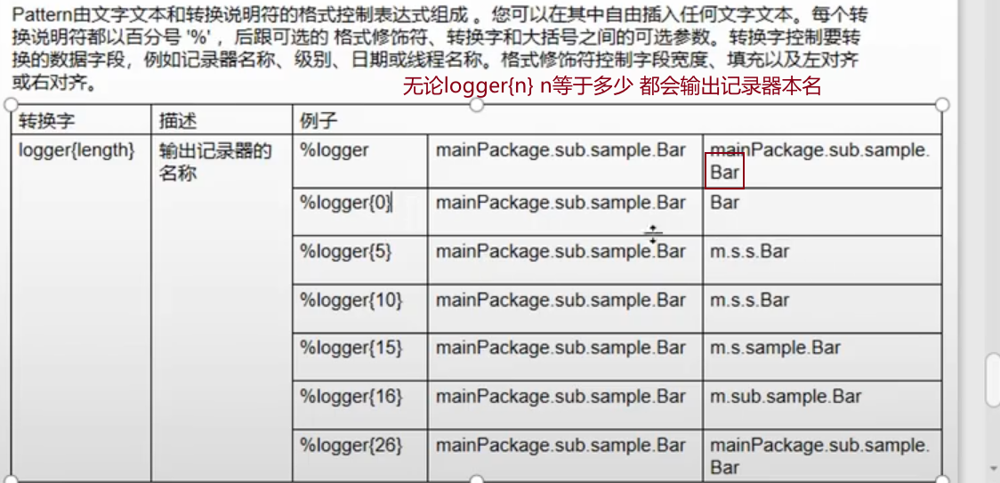 Pattern由文字文本和转换说明符的格式控制表达式组成 。您可以在其中自由插入任何文字文本。每个转
换说明符都以百分号 '%' ，后跟可选的 格式修饰符、转换字和大括号之间的可选参数。转换字控制要转
换的数据字段，例如记录器名称、级别、日期或线程名称。格式修饰符控制字段宽度、填充以及左对齐
或右对齐。
无论logger{n} n等于多少 都会输出记录器本名
转换字 描述 例子
logger{length} 输出记录器的 %logger mainPackage.sub.sample.Bar mainPackage.sub.sample.
名称 Bar
%logger{0} mainPackage.sub.sample.Bar Bar
%logger{5} mainPackage.sub.sample.Bar m.s.s.Bar
%logger{10} mainPackage.sub.sample.Bar m.s.s.Bar
%logger{15} mainPackage.sub.sample.Bar m.s.sample.Bar
%logger{16} mainPackage.sub.sample.Bar m.sub.sample.Bar
%logger{26} mainPackage.sub.sample.Bar mainPackage.sub.sample.
Bar